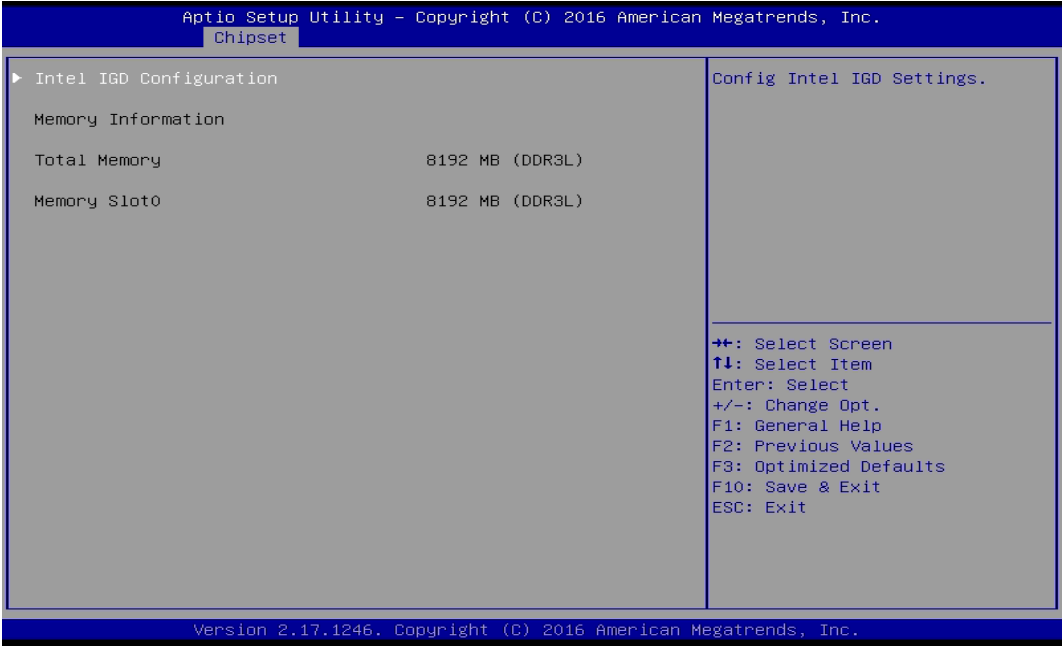 Aptio Setup Utility – Copyright (C) 2016 American Megatrends, Inc.
Chipset
▶ Intel IGD Configuration
Memory Information
Total Memory 8192 MB (DDR3L)
Memory Slot0 8192 MB (DDR3L)
Config Intel IGD Settings.
→←: Select Screen
↑↓: Select Item
Enter: Select
+/-: Change Opt.
F1: General Help
F2: Previous Values
F3: Optimized Defaults
F10: Save & Exit
ESC: Exit
Version 2.17.1246. Copyright (C) 2016 American Megatrends, Inc.